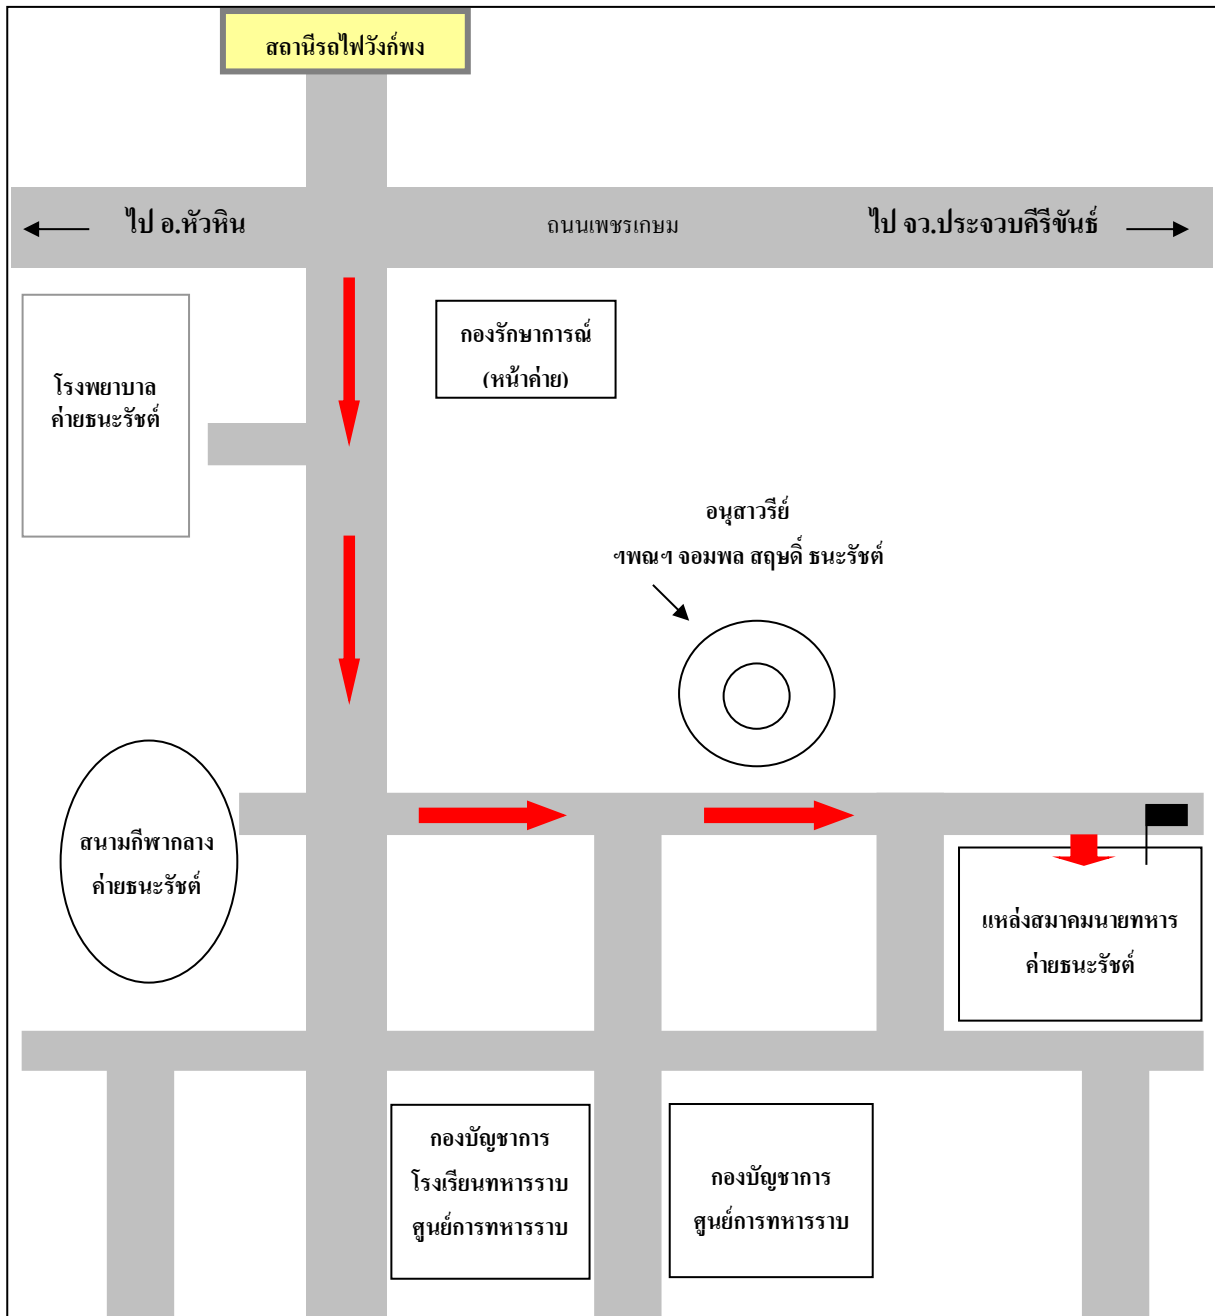 สถานีรถไฟวังก์พง
ไป อ.หัวหิน
ถนนเพชรเกษม
ไป จว.ประจวบคีรีขันธ์
กองรักษาการณ์
(หน้าค่าย)
โรงพยาบาล
ค่ายธนะรัชต์
อนุสาวรีย์
ฯพณฯ จอมพล สฤษดิ์ ธนะรัชต์
สนามกีฬากลาง
ค่ายธนะรัชต์
แหล่งสมาคมนายทหาร
ค่ายธนะรัชต์
กองบัญชาการ
โรงเรียนทหารราบ
ศูนย์การทหารราบ
กองบัญชาการ
ศูนย์การทหารราบ